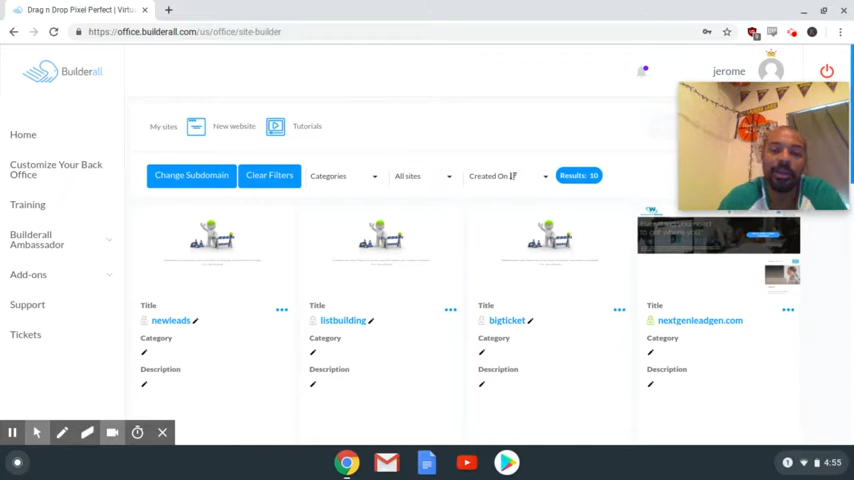 Drag n Drop Pixel Perfect | Virtu
https://office.builderall.com/us/office/site-builder
Builderall
jerome
Home
Customize Your Back
Office
Training
Builderall
Ambassador
Add-ons
Support
Tickets
My sites
New website
Tutorials
Change Subdomain
Clear Filters
Categories
All sites
Created On
Results: 10
Title
Title
Title
Title
newleads
listbuilding
bigticket
nextgenleadgen.com
Category
Category
Category
Category
Description
Description
Description
Description
1
4:55